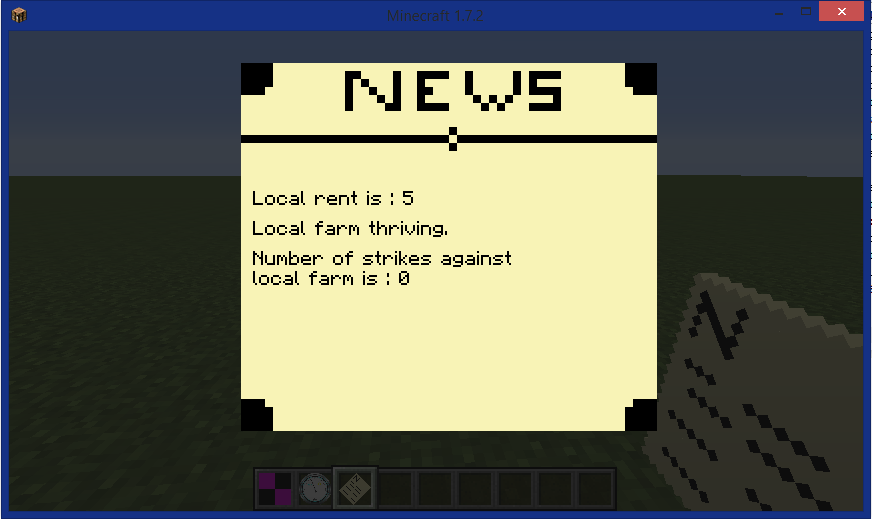 Minecraft 1.7.2
NEWS
Local rent is : 5
Local farm thriving.
Number of strikes against
local farm is : 0